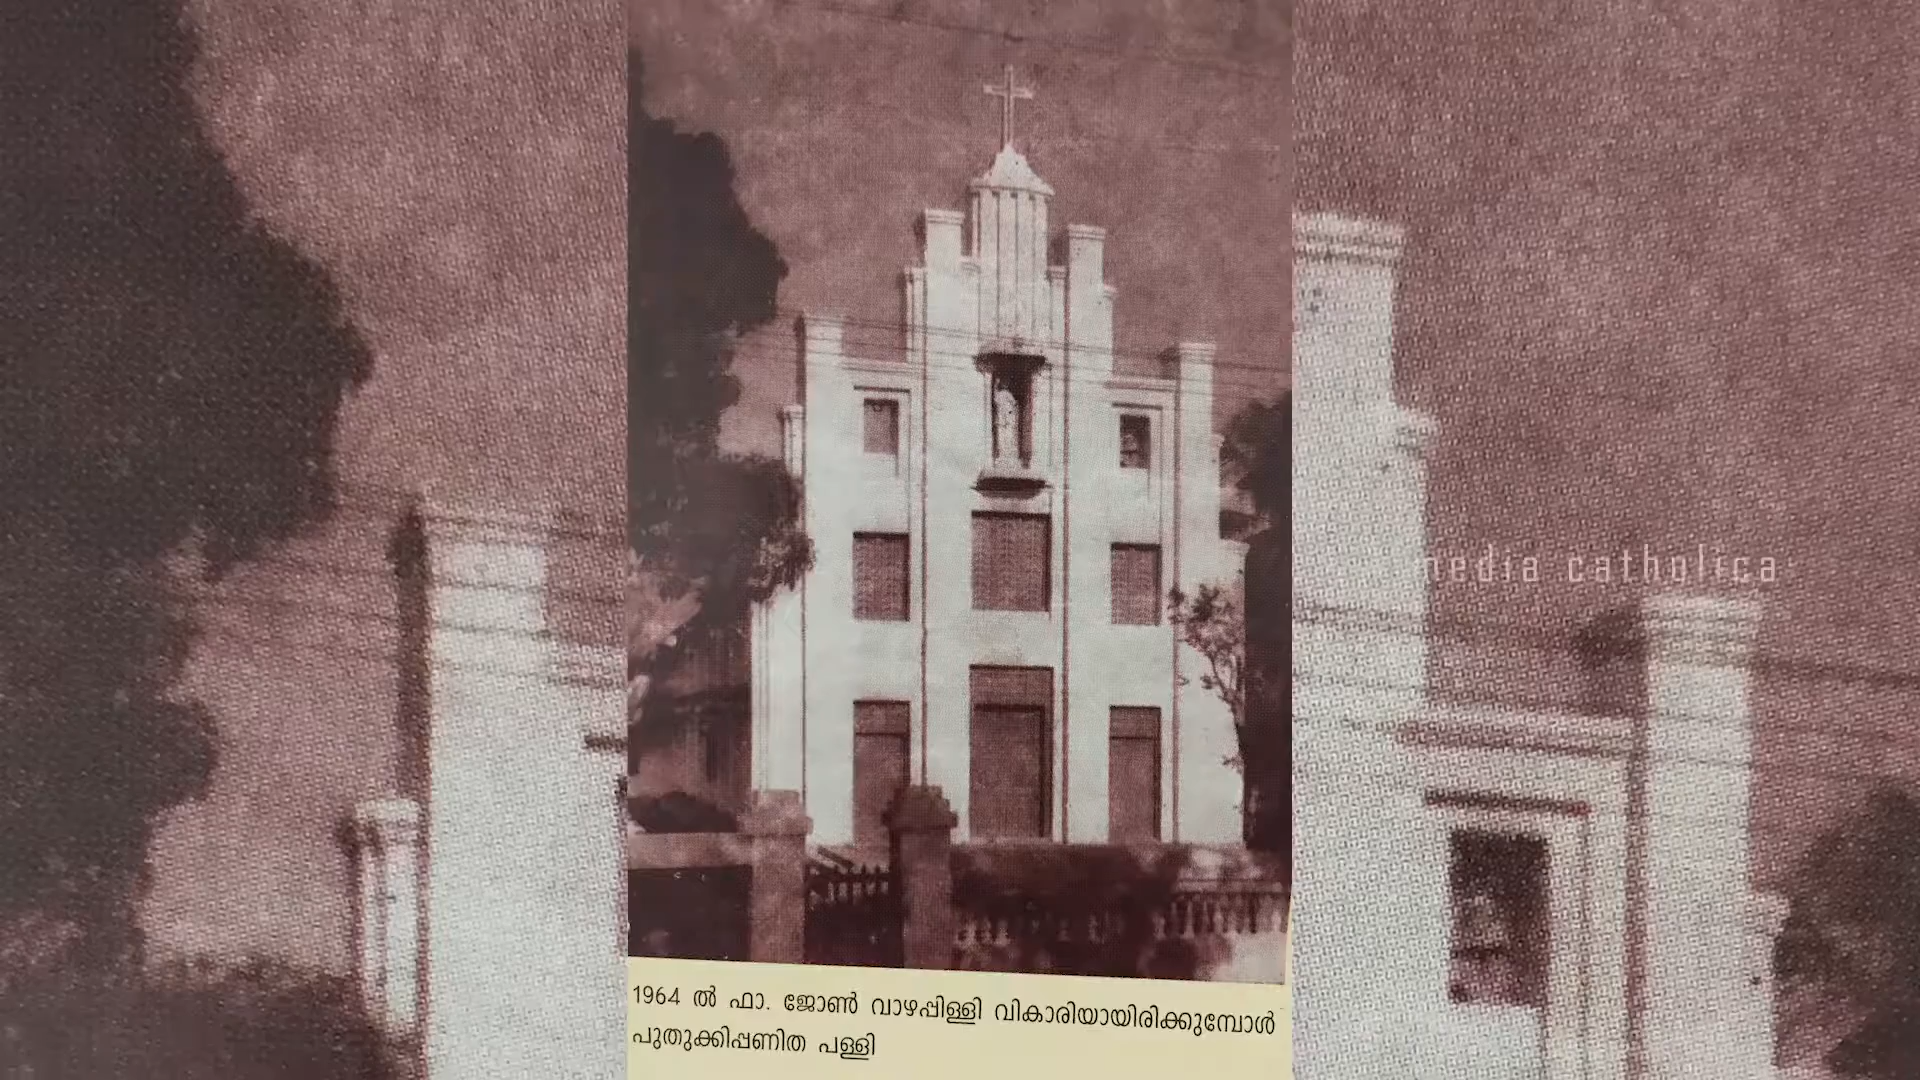 media catholica
1964 ൽ ഫാ. ജോൺ വാഴപ്പിള്ളി വികാരിയായിരിക്കുമ്പോൾ
പുതുക്കിപ്പണിത പള്ളി